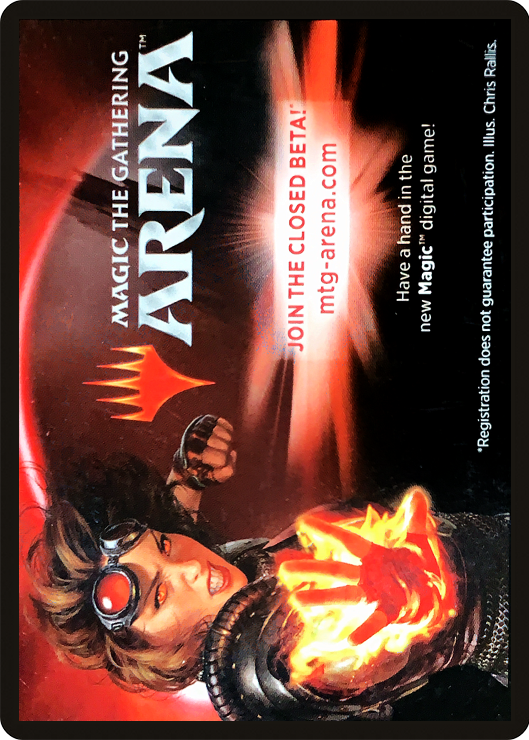 MAGIC THE GATHERING
ARENA™
JOIN THE CLOSED BETA!*
mtg-arena.com
Have a hand in the
new Magic™ digital game!
*Registration does not guarantee participation. Illus. Chris Rallis.